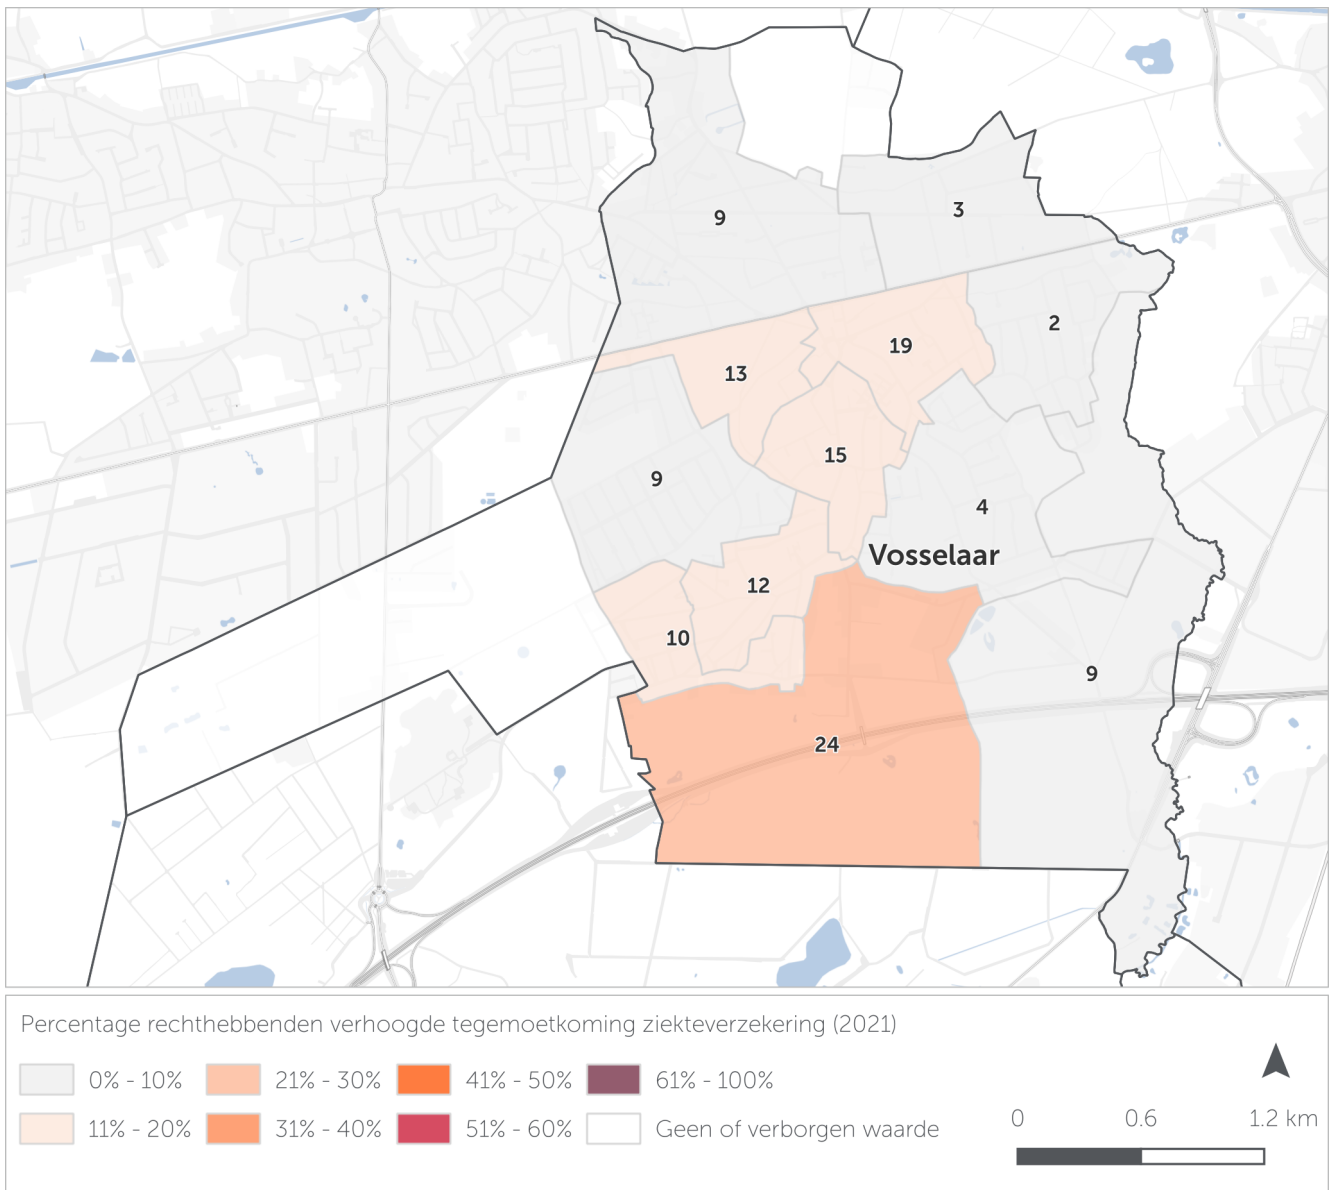 9
3
2
19
13
15
9
4
Vosselaar
12
10
9
24
Percentage rechthebbenden verhoogde tegemoetkoming ziekteverzekering (2021)
0% - 10%
21% - 30%
41% - 50%
61% - 100%
11% - 20%
31% - 40%
51% - 60%
Geen of verborgen waarde
0 0.6 1.2 km